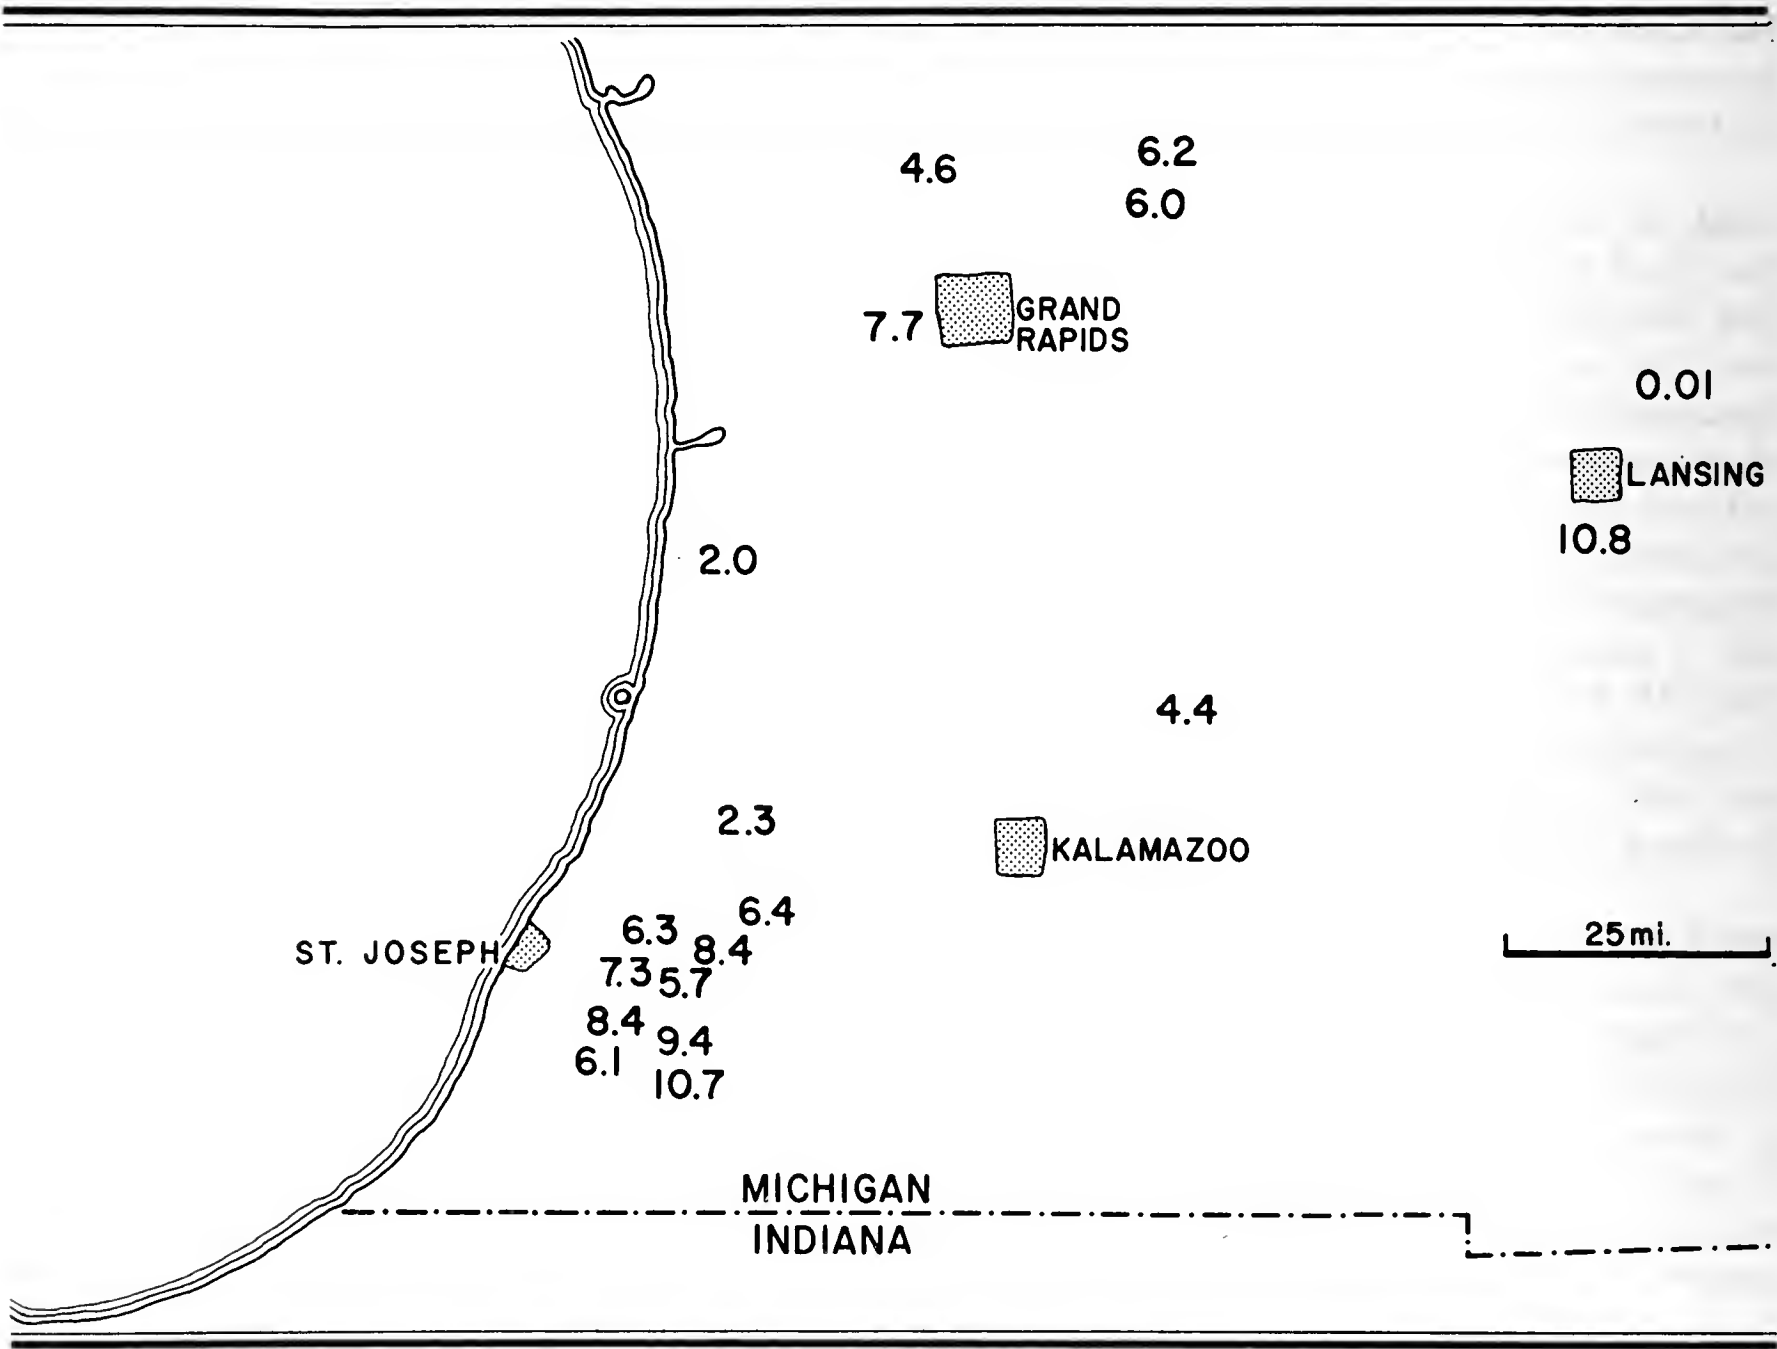 6.2
4.6
6.0
GRAND
RAPIDS
7.7
0.01
LANSING
10.8
2.0
4.4
2.3
KALAMAZOO
6.4
6.3
8.4
25 mi.
ST. JOSEPH
7.3
5.7
8.4
9.4
6.1
10.7
MICHIGAN
INDIANA